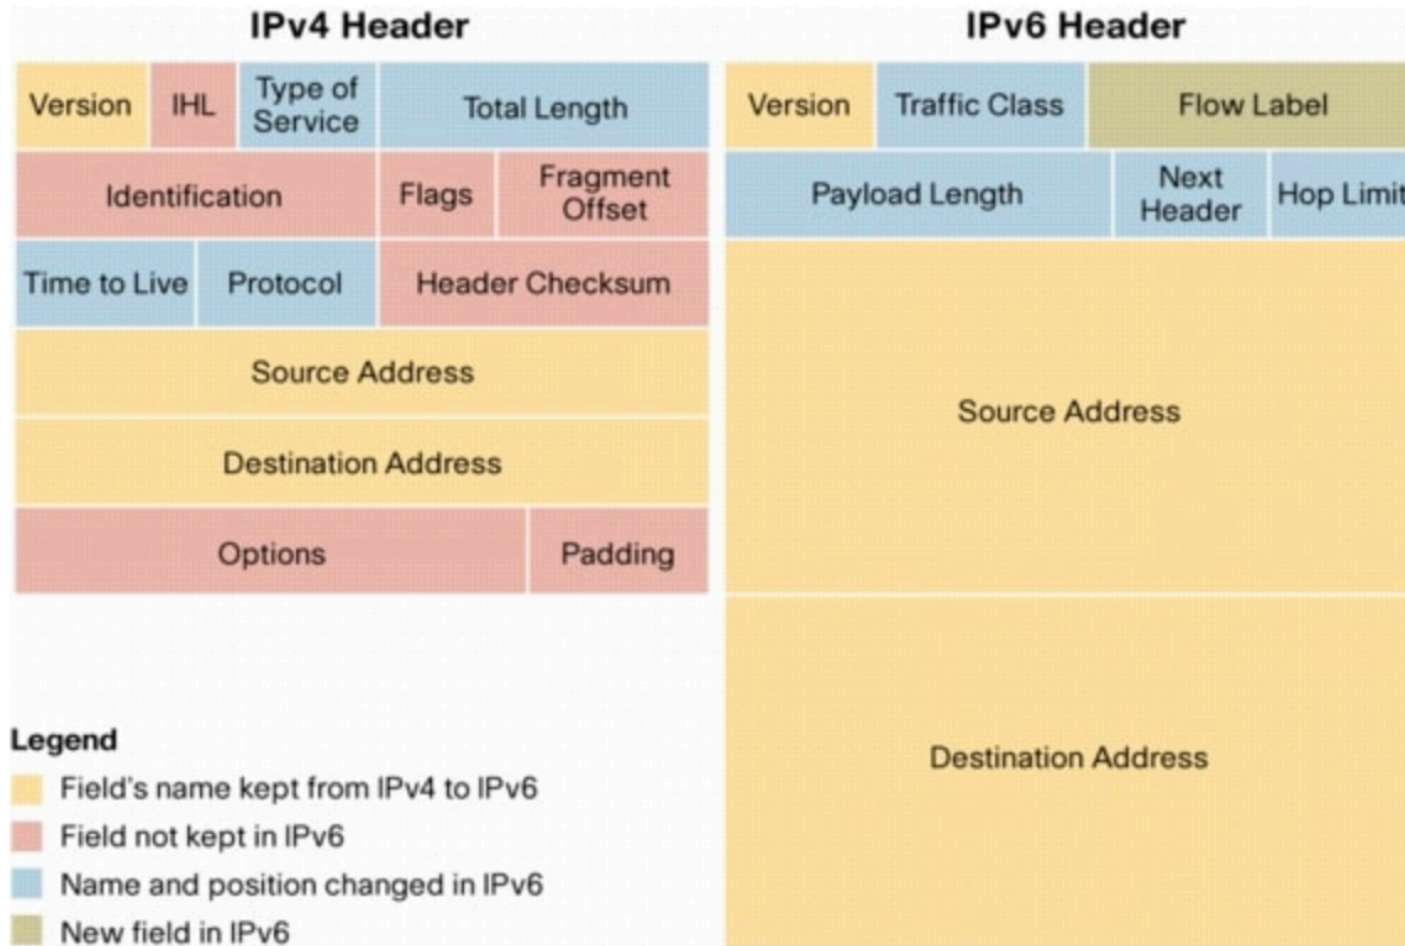 IPv4 Header
IPv6 Header
Version
IHL
Type of
Service
Total Length
Version
Traffic Class
Flow Label
Identification
Flags
Fragment
Offset
Payload Length
Next
Header
Hop Limit
Time to Live
Protocol
Header Checksum
Source Address
Source Address
Destination Address
Options
Padding
Destination Address
Legend
Field's name kept from IPv4 to IPv6
Field not kept in IPv6
Name and position changed in IPv6
New field in IPv6